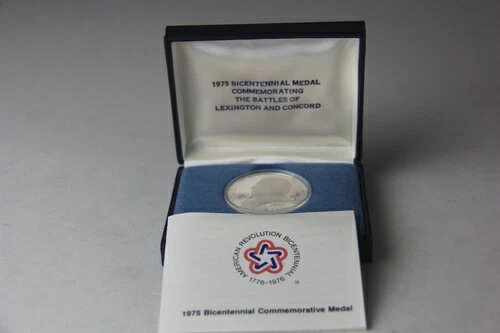 1975 BICENTENNIAL MEDAL
COMMEMORATING
THE BATTLES OF
LEXINGTON AND CONCORD
AMERICAN REVOLUTION BICENTENNIAL
1776-1976
1975 Bicentennial Commemorative Medal